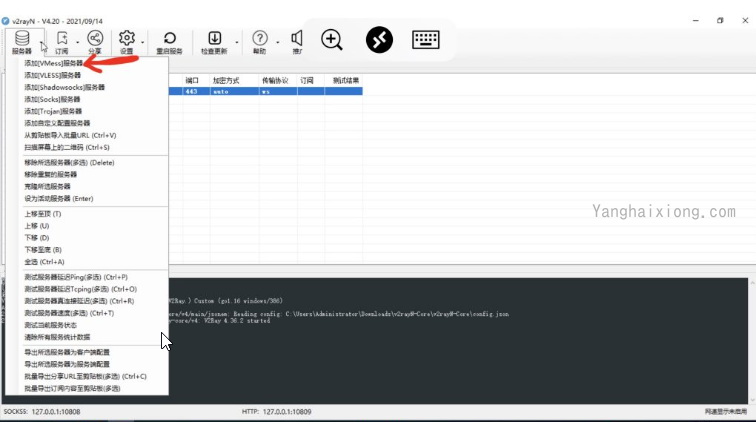 v2rayN - V4.20 - 2021/09/14
服务器 订阅 分享 设置 重启服务 检查更新 帮助 推广
添加[VMess]服务器
添加[VLESS]服务器
添加[Shadowsocks]服务器
添加[Socks]服务器
添加[Trojan]服务器
添加自定义配置服务器
从剪贴板导入批量URL (Ctrl+V)
扫描屏幕上的二维码 (Ctrl+S)
移除所选服务器(多选) (Delete)
移除重复的服务器
克隆所选服务器
设为活动服务器 (Enter)
上移至顶 (T)
上移 (U)
下移 (D)
下移至底 (B)
全选 (Ctrl+A)
测试服务器延迟Ping(多选) (Ctrl+P)
测试服务器延迟Tcping(多选) (Ctrl+O)
测试服务器真连接延迟(多选) (Ctrl+R)
测试服务器速度(多选) (Ctrl+T)
测试当前服务状态
清除所有服务统计数据
导出所选服务器为客户端配置
导出所选服务器为服务端配置
批量导出分享URL至剪贴板(多选) (Ctrl+C)
批量导出订阅内容至剪贴板(多选)
端口 加密方式 传输协议 订阅 测试结果
443 auto ws
Yanghaixiong.com
V2Ray.) Custom (go1.16 windows/386)
Reading config: C:\Users\Administrator\Downloads\v2rayN-Core\v2rayN-Core\config.json
V2Ray 4.36.2 started
SOCKS5: 127.0.0.1:10808 HTTP: 127.0.0.1:10809 网速显示未启用